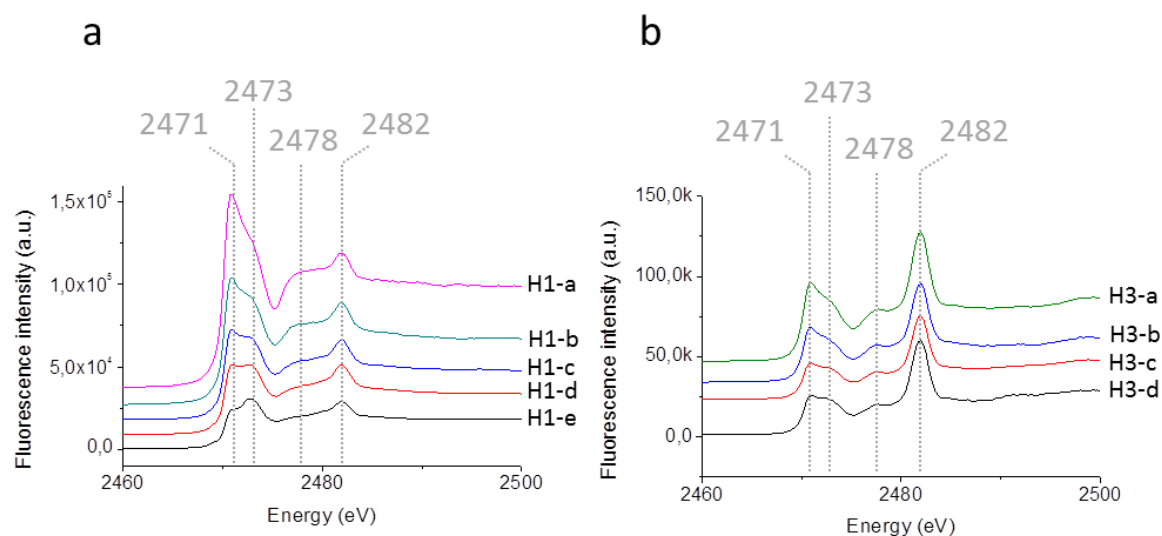 a
2473
2471
2482
2478
1,5x10⁵
1,0x10⁵
5,0x10⁴
0,0
Fluorescence intensity (a.u.)
H1-a
H1-b
H1-c
H1-d
H1-e
2460
2480
2500
Energy (eV)
b
2473
2471
2482
2478
150,0k
100,0k
50,0k
0,0
Fluorescence intensity (a.u.)
H3-a
H3-b
H3-c
H3-d
2460
2480
2500
Energy (eV)